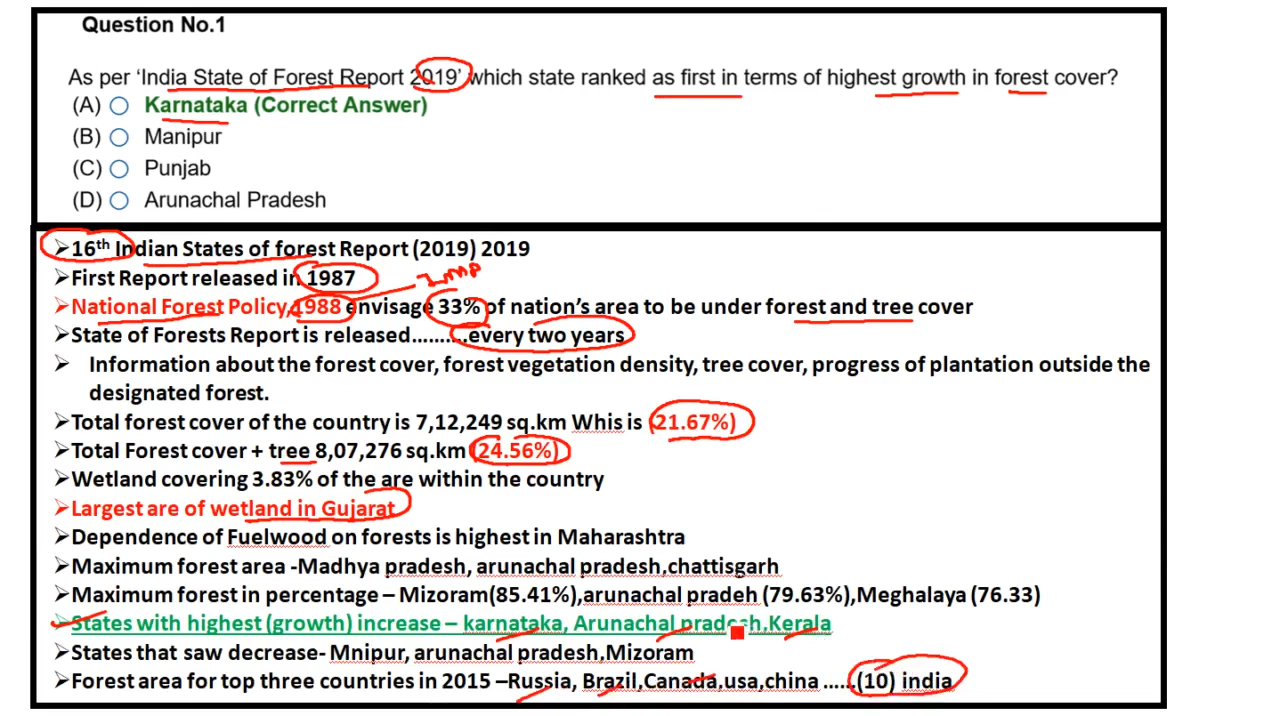 Question No.1
As per ‘India State of Forest Report 2019’ which state ranked as first in terms of highest growth in forest cover?
(A) Karnataka (Correct Answer)
(B) Manipur
(C) Punjab
(D) Arunachal Pradesh
➢16th Indian States of forest Report (2019) 2019
➢First Report released in 1987
Imp
➢National Forest Policy,1988 envisage 33% of nation’s area to be under forest and tree cover
➢State of Forests Report is released..........every two years
➢ Information about the forest cover, forest vegetation density, tree cover, progress of plantation outside the
designated forest.
➢Total forest cover of the country is 7,12,249 sq.km Whis is (21.67%)
➢Total Forest cover + tree 8,07,276 sq.km (24.56%)
➢Wetland covering 3.83% of the are within the country
➢Largest are of wetland in Gujarat
➢Dependence of Fuelwood on forests is highest in Maharashtra
➢Maximum forest area -Madhya pradesh, arunachal pradesh,chattisgarh
➢Maximum forest in percentage – Mizoram(85.41%),arunachal pradeh (79.63%),Meghalaya (76.33)
➢States with highest (growth) increase – karnataka, Arunachal pradesh,Kerala
➢States that saw decrease- Mnipur, arunachal pradesh,Mizoram
➢Forest area for top three countries in 2015 –Russia, Brazil,Canada,usa,china ......(10) india